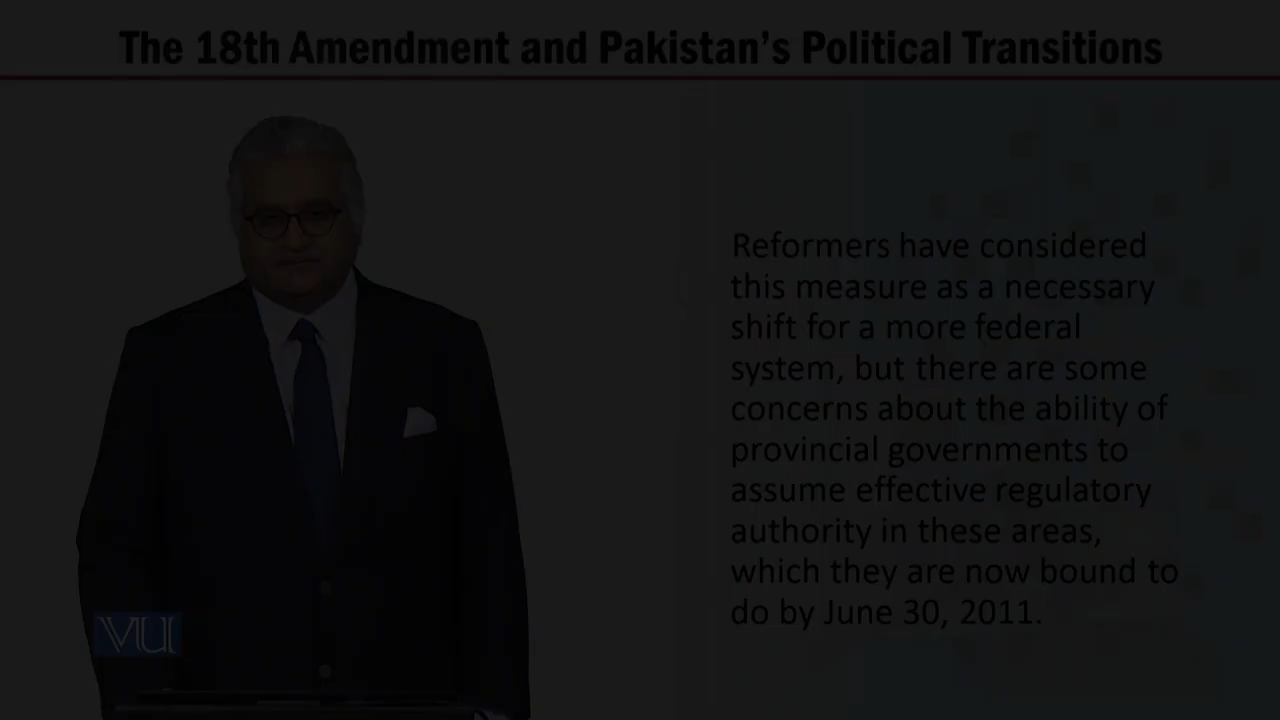 The 18th Amendment and Pakistan's Political Transitions
Reformers have considered
this measure as a necessary
shift for a more federal
system, but there are some
concerns about the ability of
provincial governments to
assume effective regulatory
authority in these areas,
which they are now bound to
do by June 30, 2011.
VU